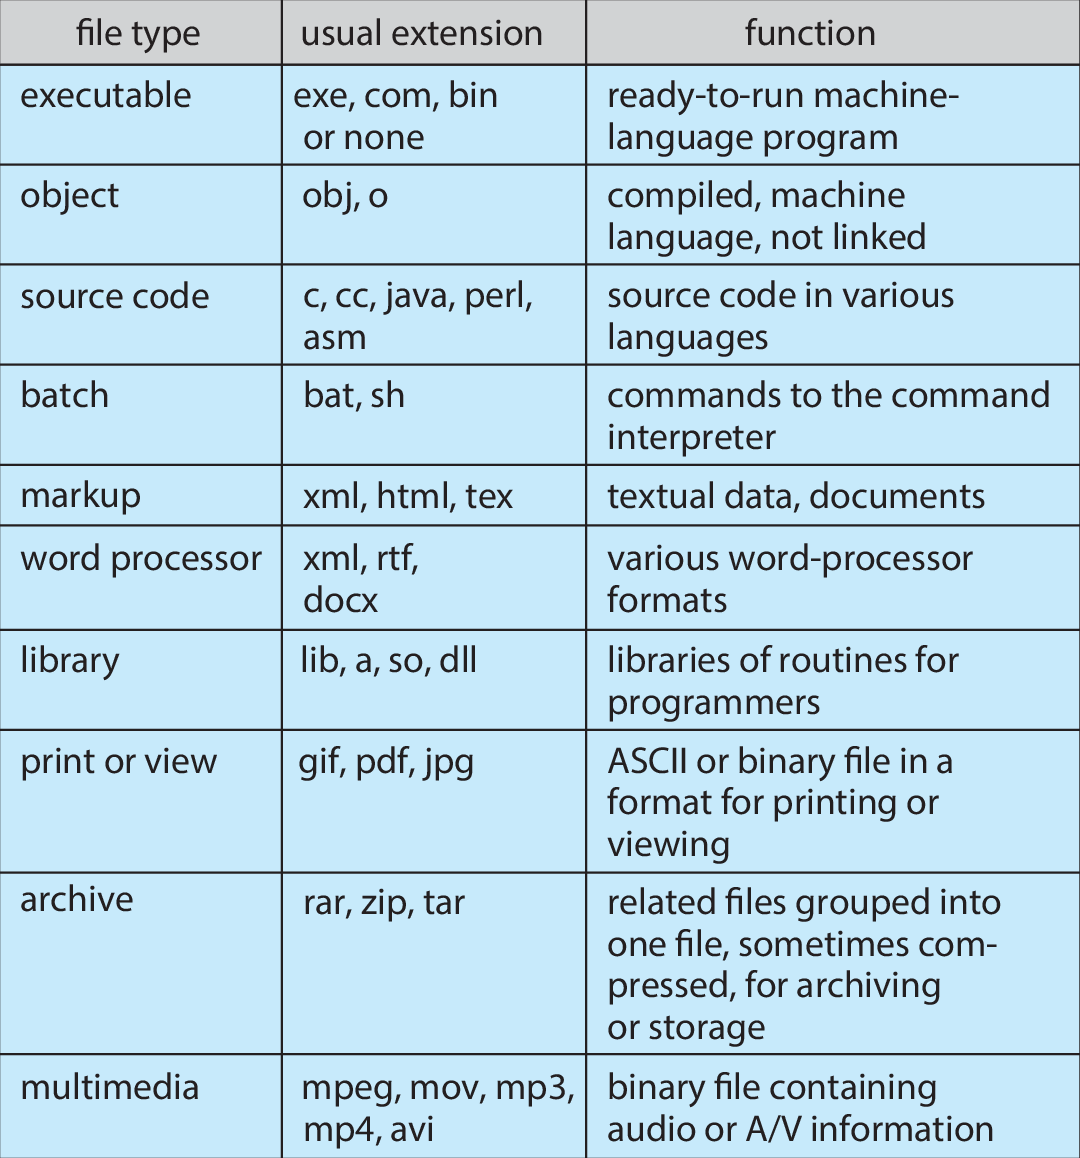 file type usual extension function
executable exe, com, bin ready-to-run machine-
or none language program
object obj, o compiled, machine
language, not linked
source code c, cc, java, perl, source code in various
asm languages
batch bat, sh commands to the command
interpreter
markup xml, html, tex textual data, documents
word processor xml, rtf, various word-processor
docx formats
library lib, a, so, dll libraries of routines for
programmers
print or view gif, pdf, jpg ASCII or binary file in a
format for printing or
viewing
archive rar, zip, tar related files grouped into
one file, sometimes com-
pressed, for archiving
or storage
multimedia mpeg, mov, mp3, binary file containing
mp4, avi audio or A/V information